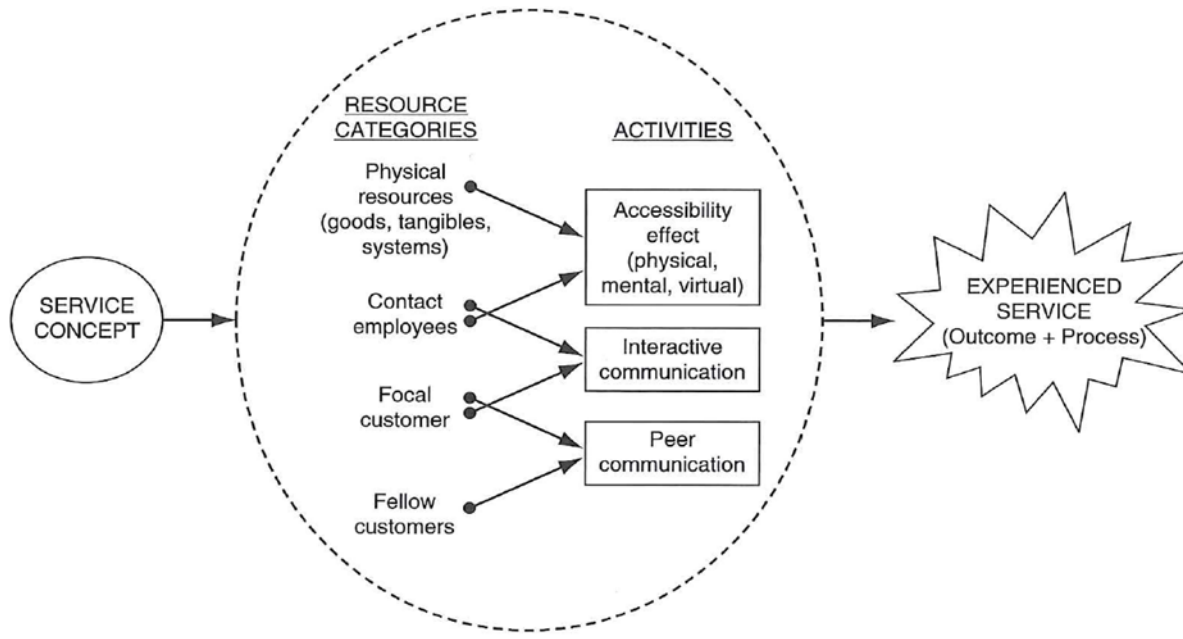 SERVICE
CONCEPT
RESOURCE
CATEGORIES
Physical
resources
(goods, tangibles,
systems)
Contact
employees
Focal
customer
Fellow
customers
ACTIVITIES
Accessibility
effect
(physical,
mental, virtual)
Interactive
communication
Peer
communication
EXPERIENCED
SERVICE
(Outcome + Process)